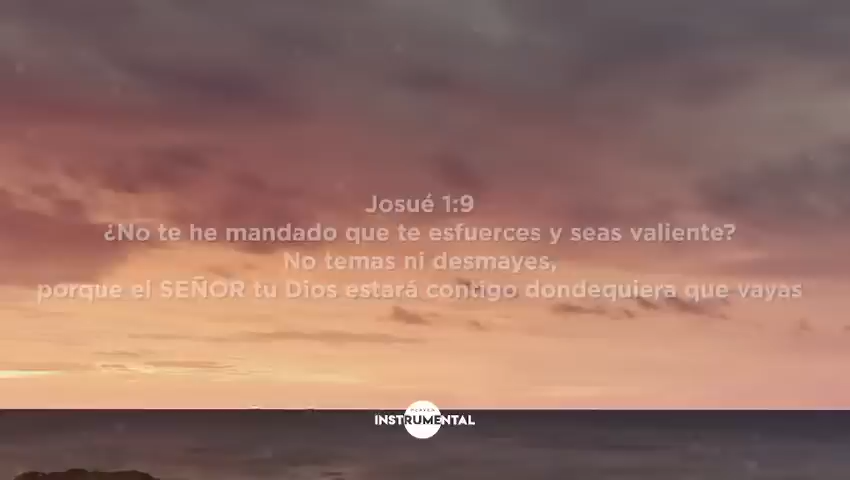 Josué 1:9
¿No te he mandado que te esfuerces y seas valiente?
No temas ni desmayes,
porque el SEÑOR tu Dios estará contigo dondequiera que vayas
INSTRUMENTAL